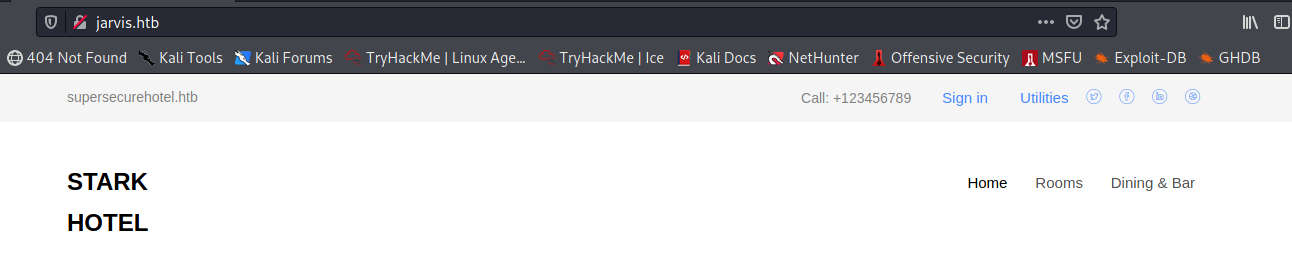 jarvis.htb
404 Not Found Kali Tools Kali Forums TryHackMe | Linux Age... TryHackMe | Ice Kali Docs NetHunter Offensive Security MSFU Exploit-DB GHDB
supersecurehotel.htb Call: +123456789 Sign in Utilities
STARK
HOTEL
Home Rooms Dining & Bar